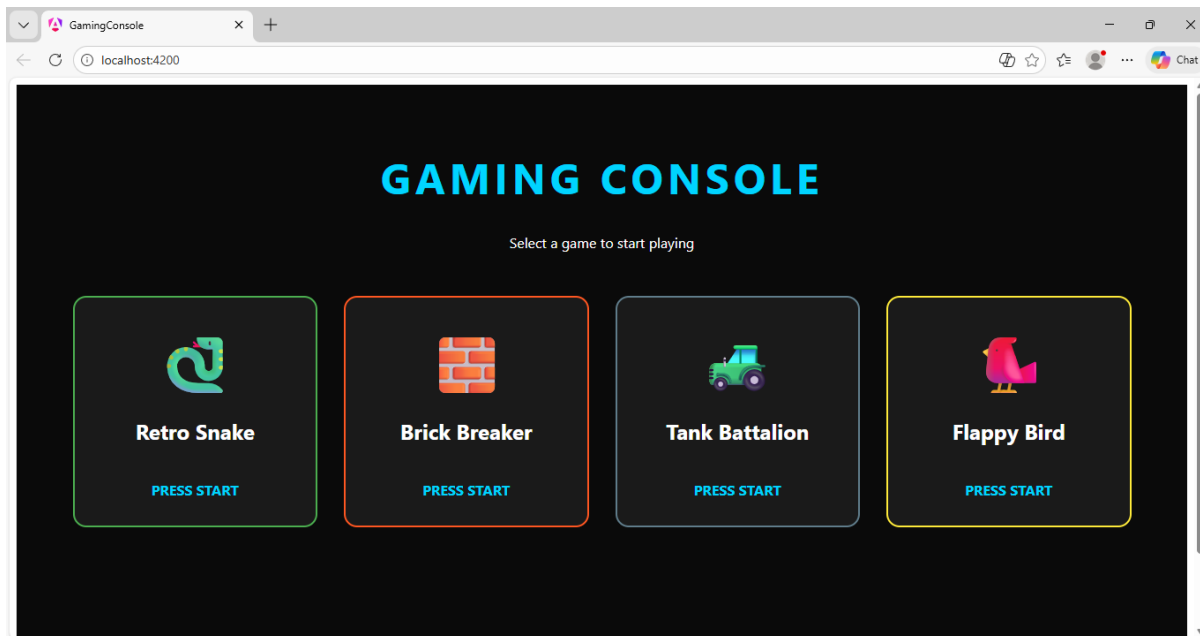 GamingConsole
localhost:4200
Chat
GAMING CONSOLE
Select a game to start playing
Retro Snake
Brick Breaker
Tank Battalion
Flappy Bird
PRESS START
PRESS START
PRESS START
PRESS START